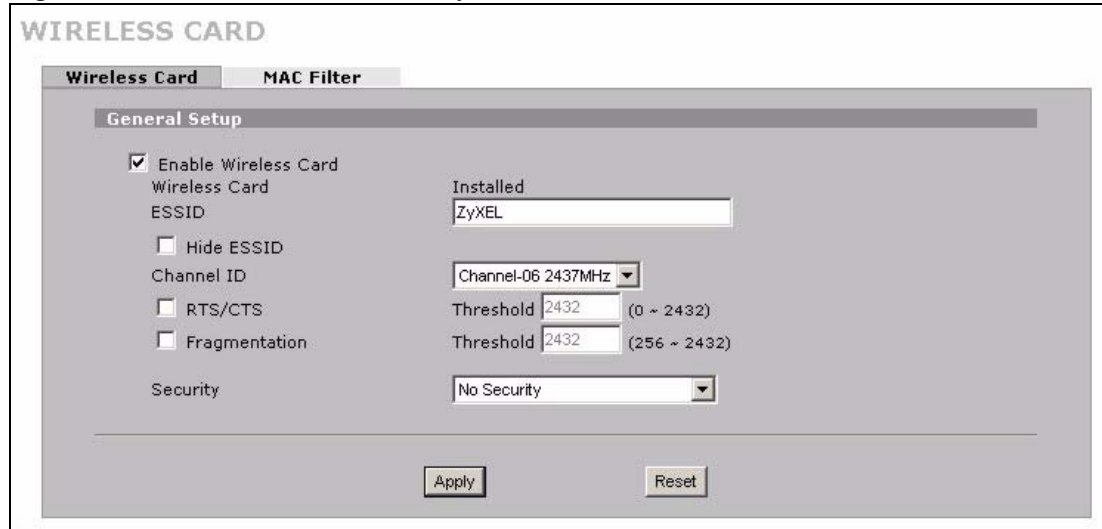 WIRELESS CARD
Wireless Card MAC Filter
General Setup
Enable Wireless Card
Wireless Card Installed
ESSID ZyXEL
Hide ESSID
Channel ID Channel-06 2437MHz
RTS/CTS Threshold 2432 (0 ~ 2432)
Fragmentation Threshold 2432 (256 ~ 2432)
Security No Security
Apply Reset